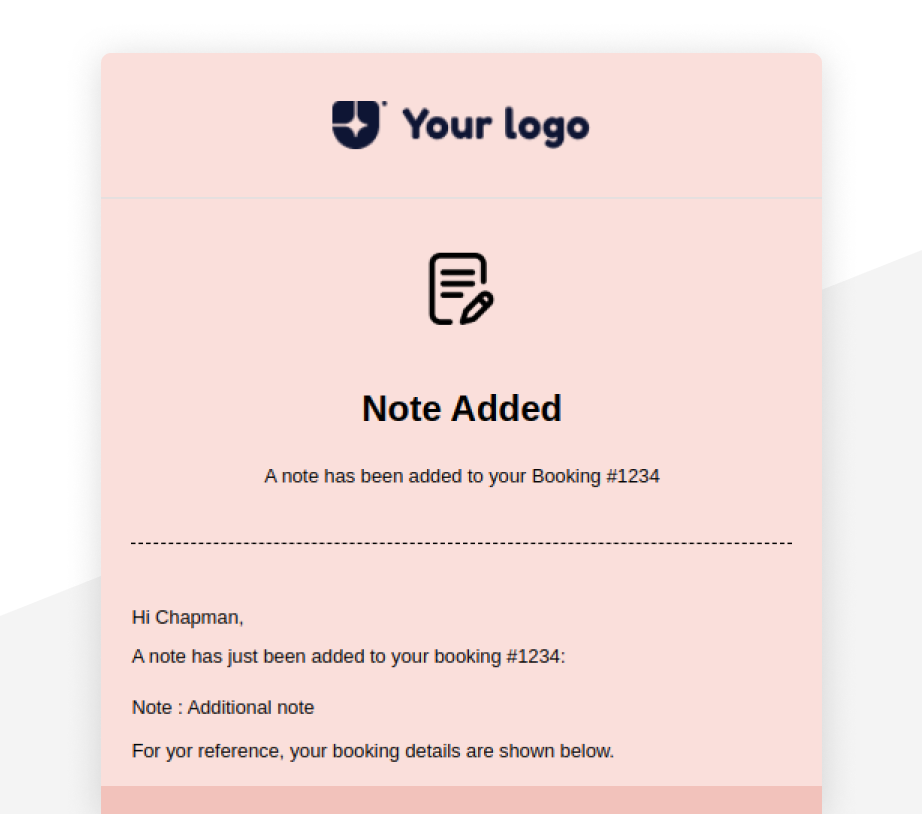 Your logo
Note Added
A note has been added to your Booking #1234
Hi Chapman,
A note has just been added to your booking #1234:
Note : Additional note
For yor reference, your booking details are shown below.